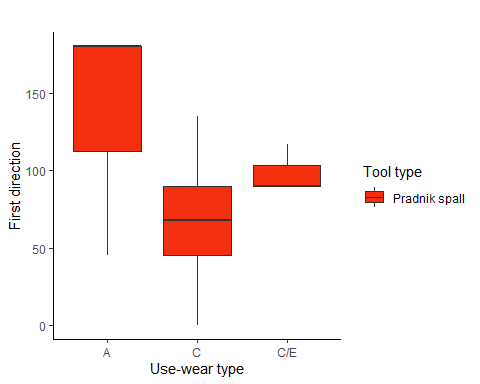 First direction
150
100
50
0
A C C/E
Use-wear type
Tool type
Pradnik spall